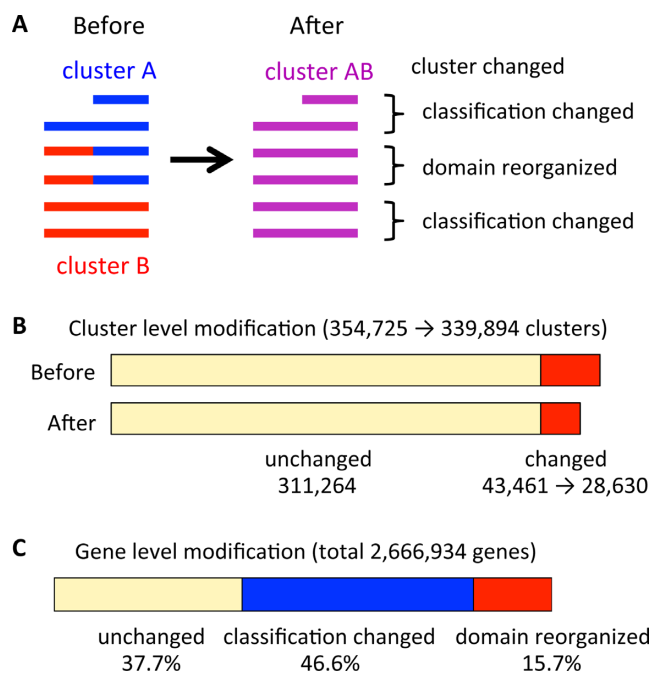 A
Before
After
cluster A
cluster AB
cluster changed
classification changed
domain reorganized
classification changed
cluster B
B
Cluster level modification (354,725 → 339,894 clusters)
Before
After
unchanged
changed
311,264
43,461 → 28,630
C
Gene level modification (total 2,666,934 genes)
unchanged
classification changed
domain reorganized
37.7%
46.6%
15.7%